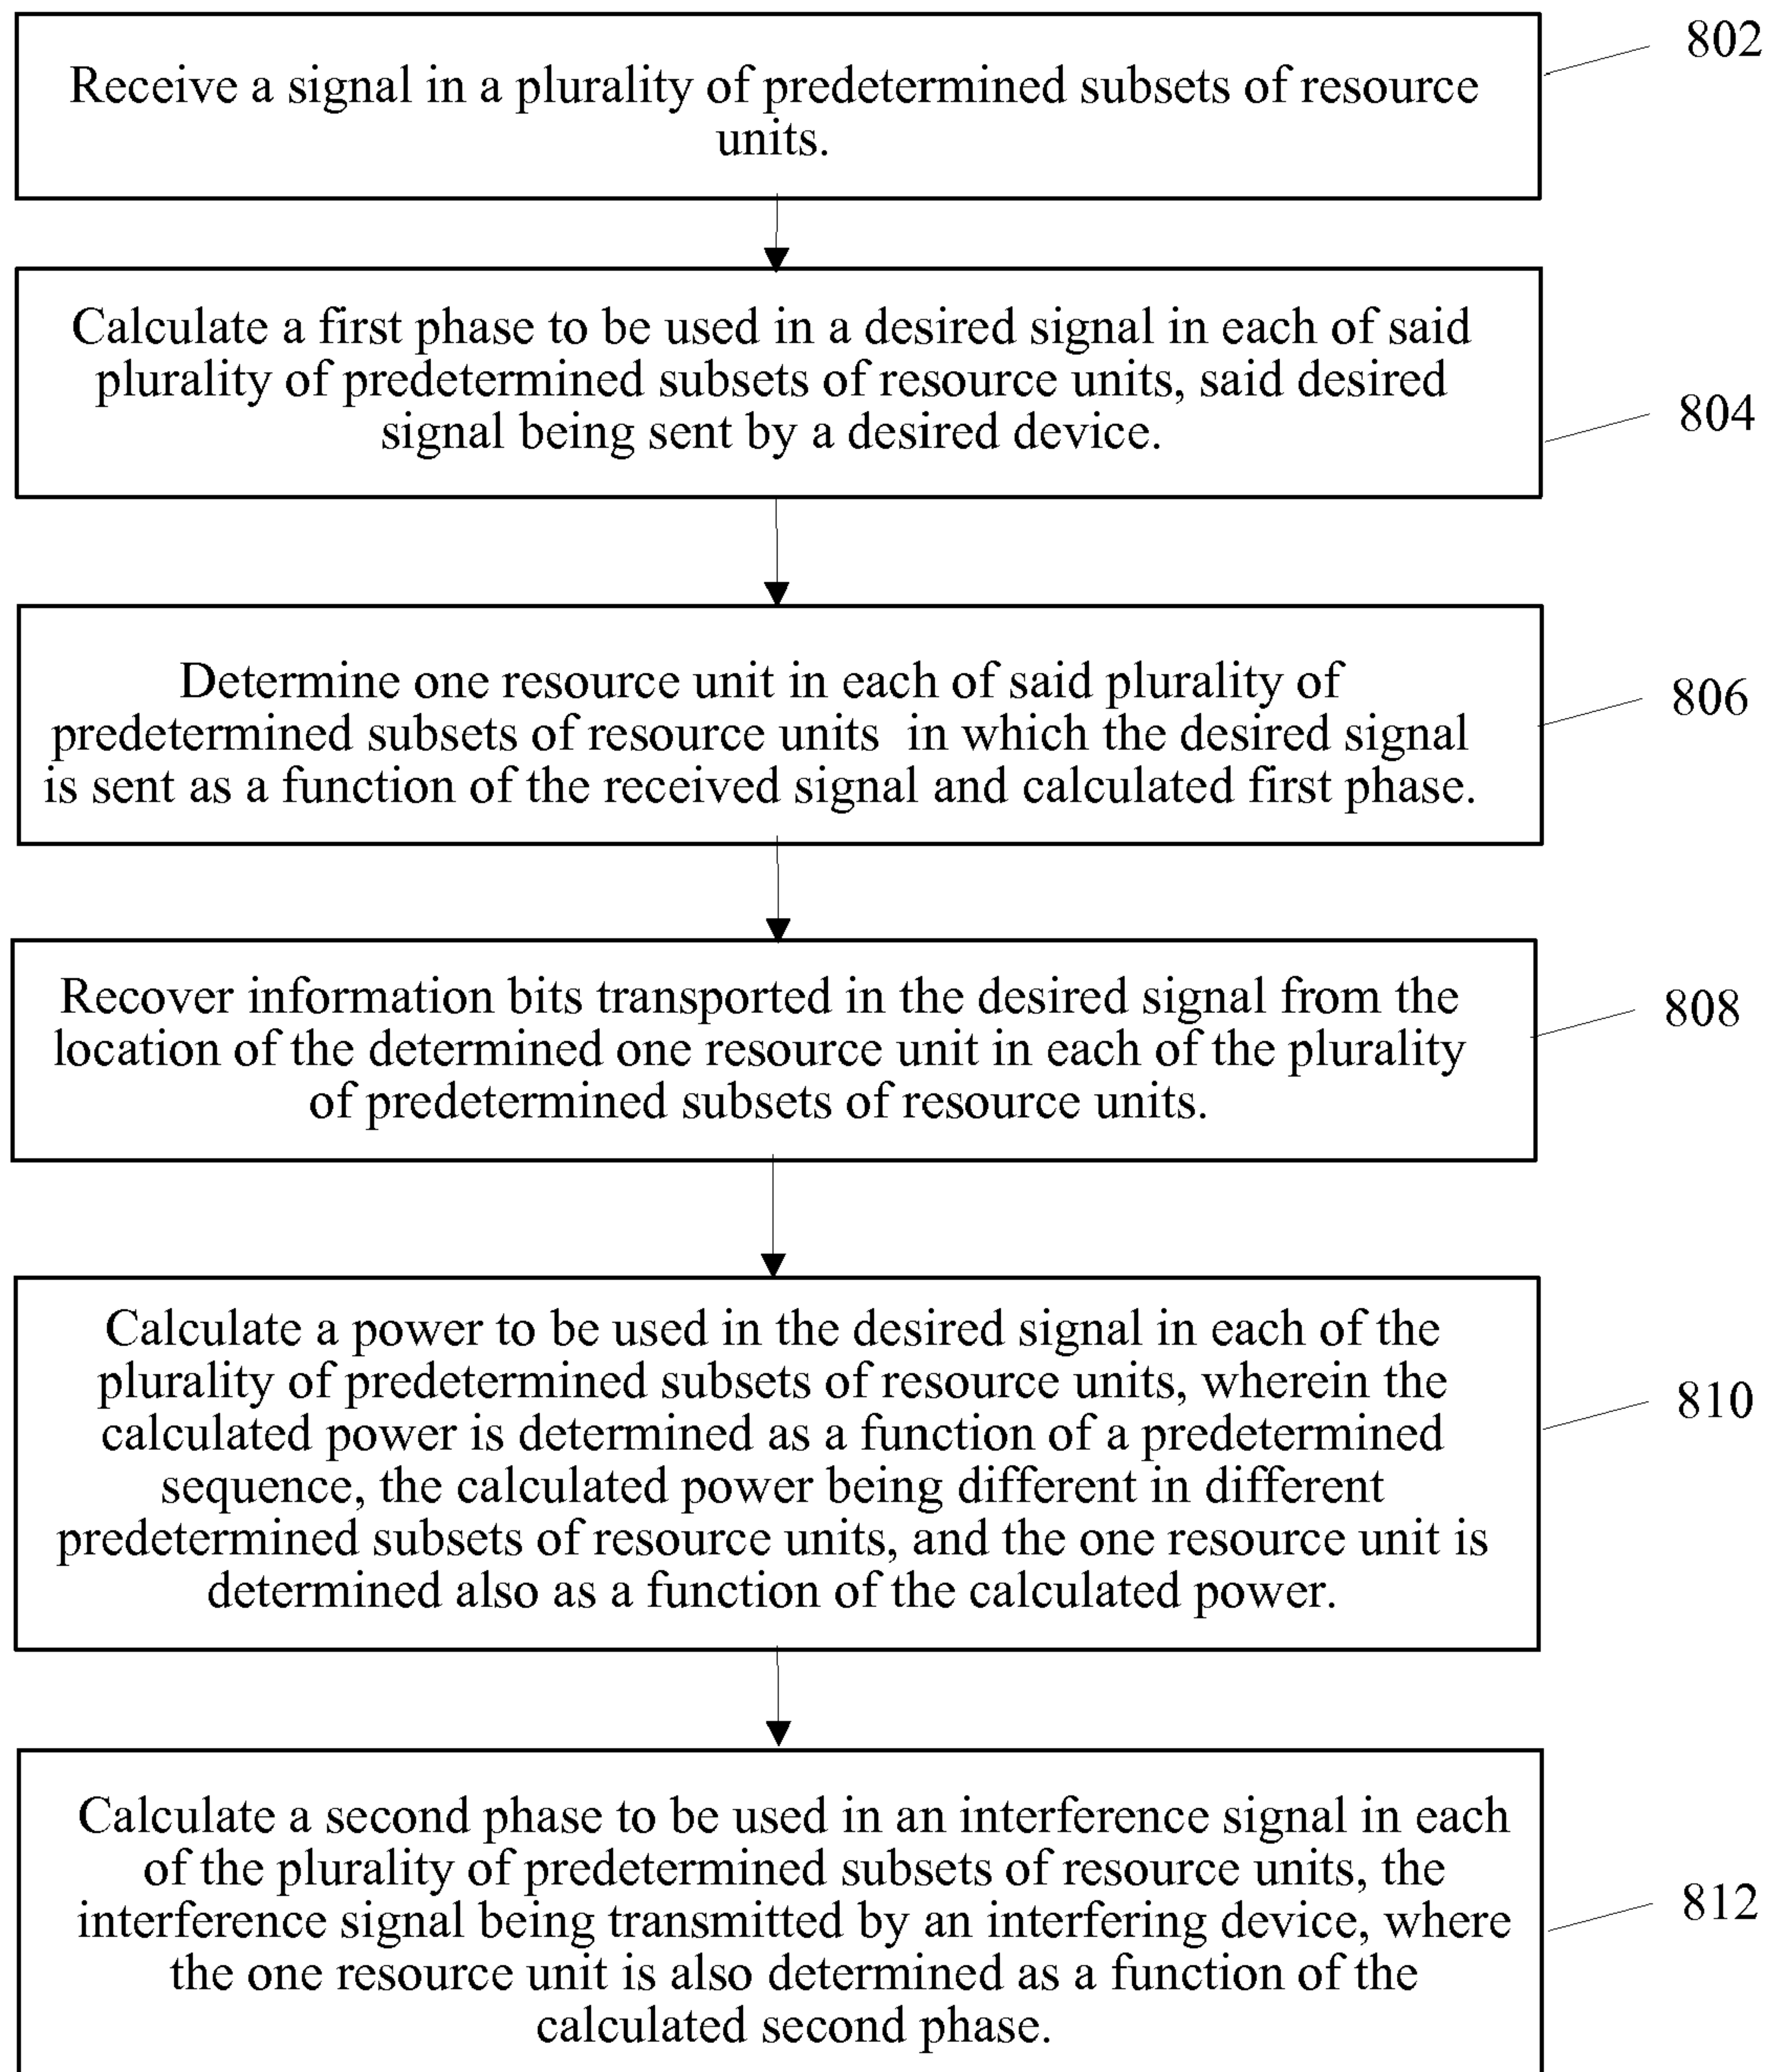 Receive a signal in a plurality of predetermined subsets of resource
units.
802
Calculate a first phase to be used in a desired signal in each of said
plurality of predetermined subsets of resource units, said desired
signal being sent by a desired device.
804
Determine one resource unit in each of said plurality of
predetermined subsets of resource units in which the desired signal
is sent as a function of the received signal and calculated first phase.
806
Recover information bits transported in the desired signal from the
location of the determined one resource unit in each of the plurality
of predetermined subsets of resource units.
808
Calculate a power to be used in the desired signal in each of the
plurality of predetermined subsets of resource units, wherein the
calculated power is determined as a function of a predetermined
sequence, the calculated power being different in different
predetermined subsets of resource units, and the one resource unit is
determined also as a function of the calculated power.
810
Calculate a second phase to be used in an interference signal in each
of the plurality of predetermined subsets of resource units, the
interference signal being transmitted by an interfering device, where
the one resource unit is also determined as a function of the
calculated second phase.
812